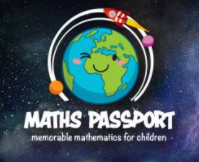 MATHS PASSPORT
memorable mathematics for children